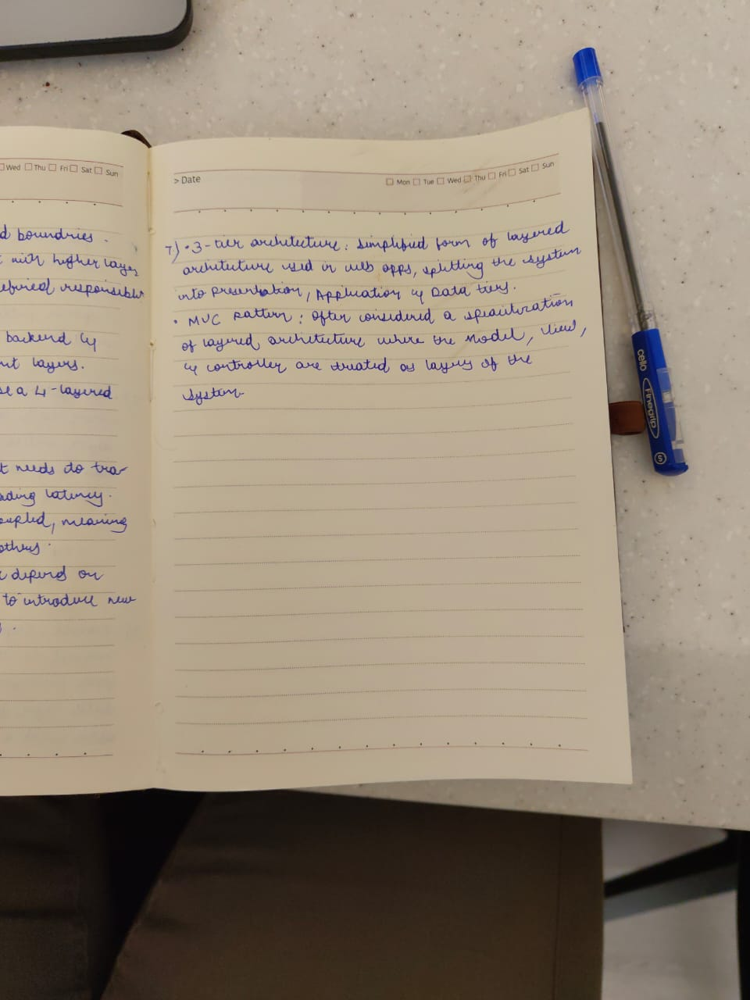 Wed Thu Fri Sat Sun
d boundries.
with higher layer
efined responsibl
backend &
nt layers.
se a 4-layered
t needs to tra-
ading latency.
oupled, meaning
others.
depend on
to introduce new
> Date Mon Tue Wed Thu Fri Sat Sun
7) • 3-tier architecture: Simplified form of layered
architecture used in web apps, splitting the system
into presentation, Application & Data tiers.
• MVC Pattern: Often considered a specialization
of layered architecture where the Model, View,
& controller are treated as layers of the
system.
cello
Finegrip
S